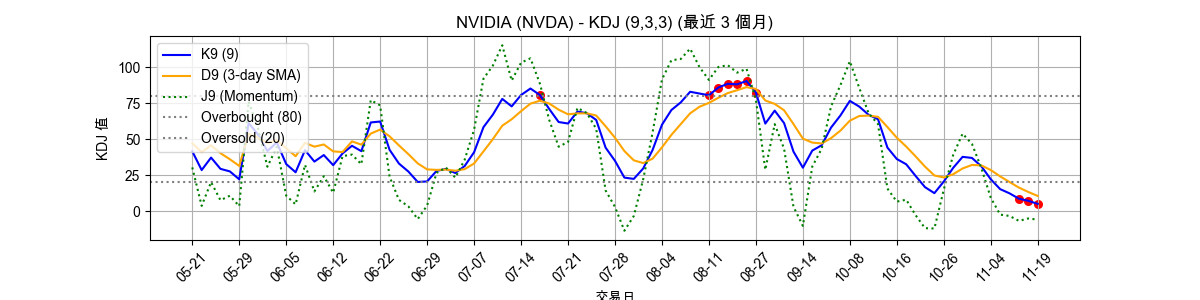 NVIDIA (NVDA) - KDJ (9,3,3) (最近 3 個月)
K9 (9)
D9 (3-day SMA)
J9 (Momentum)
Overbought (80)
Oversold (20)
KDJ 值
100
75
50
25
0
05-21 05-29 06-05 06-12 06-22 06-29 07-07 07-14 07-21 07-28 08-04 08-11 08-27 09-14 10-08 10-16 10-26 11-04 11-19
交易日